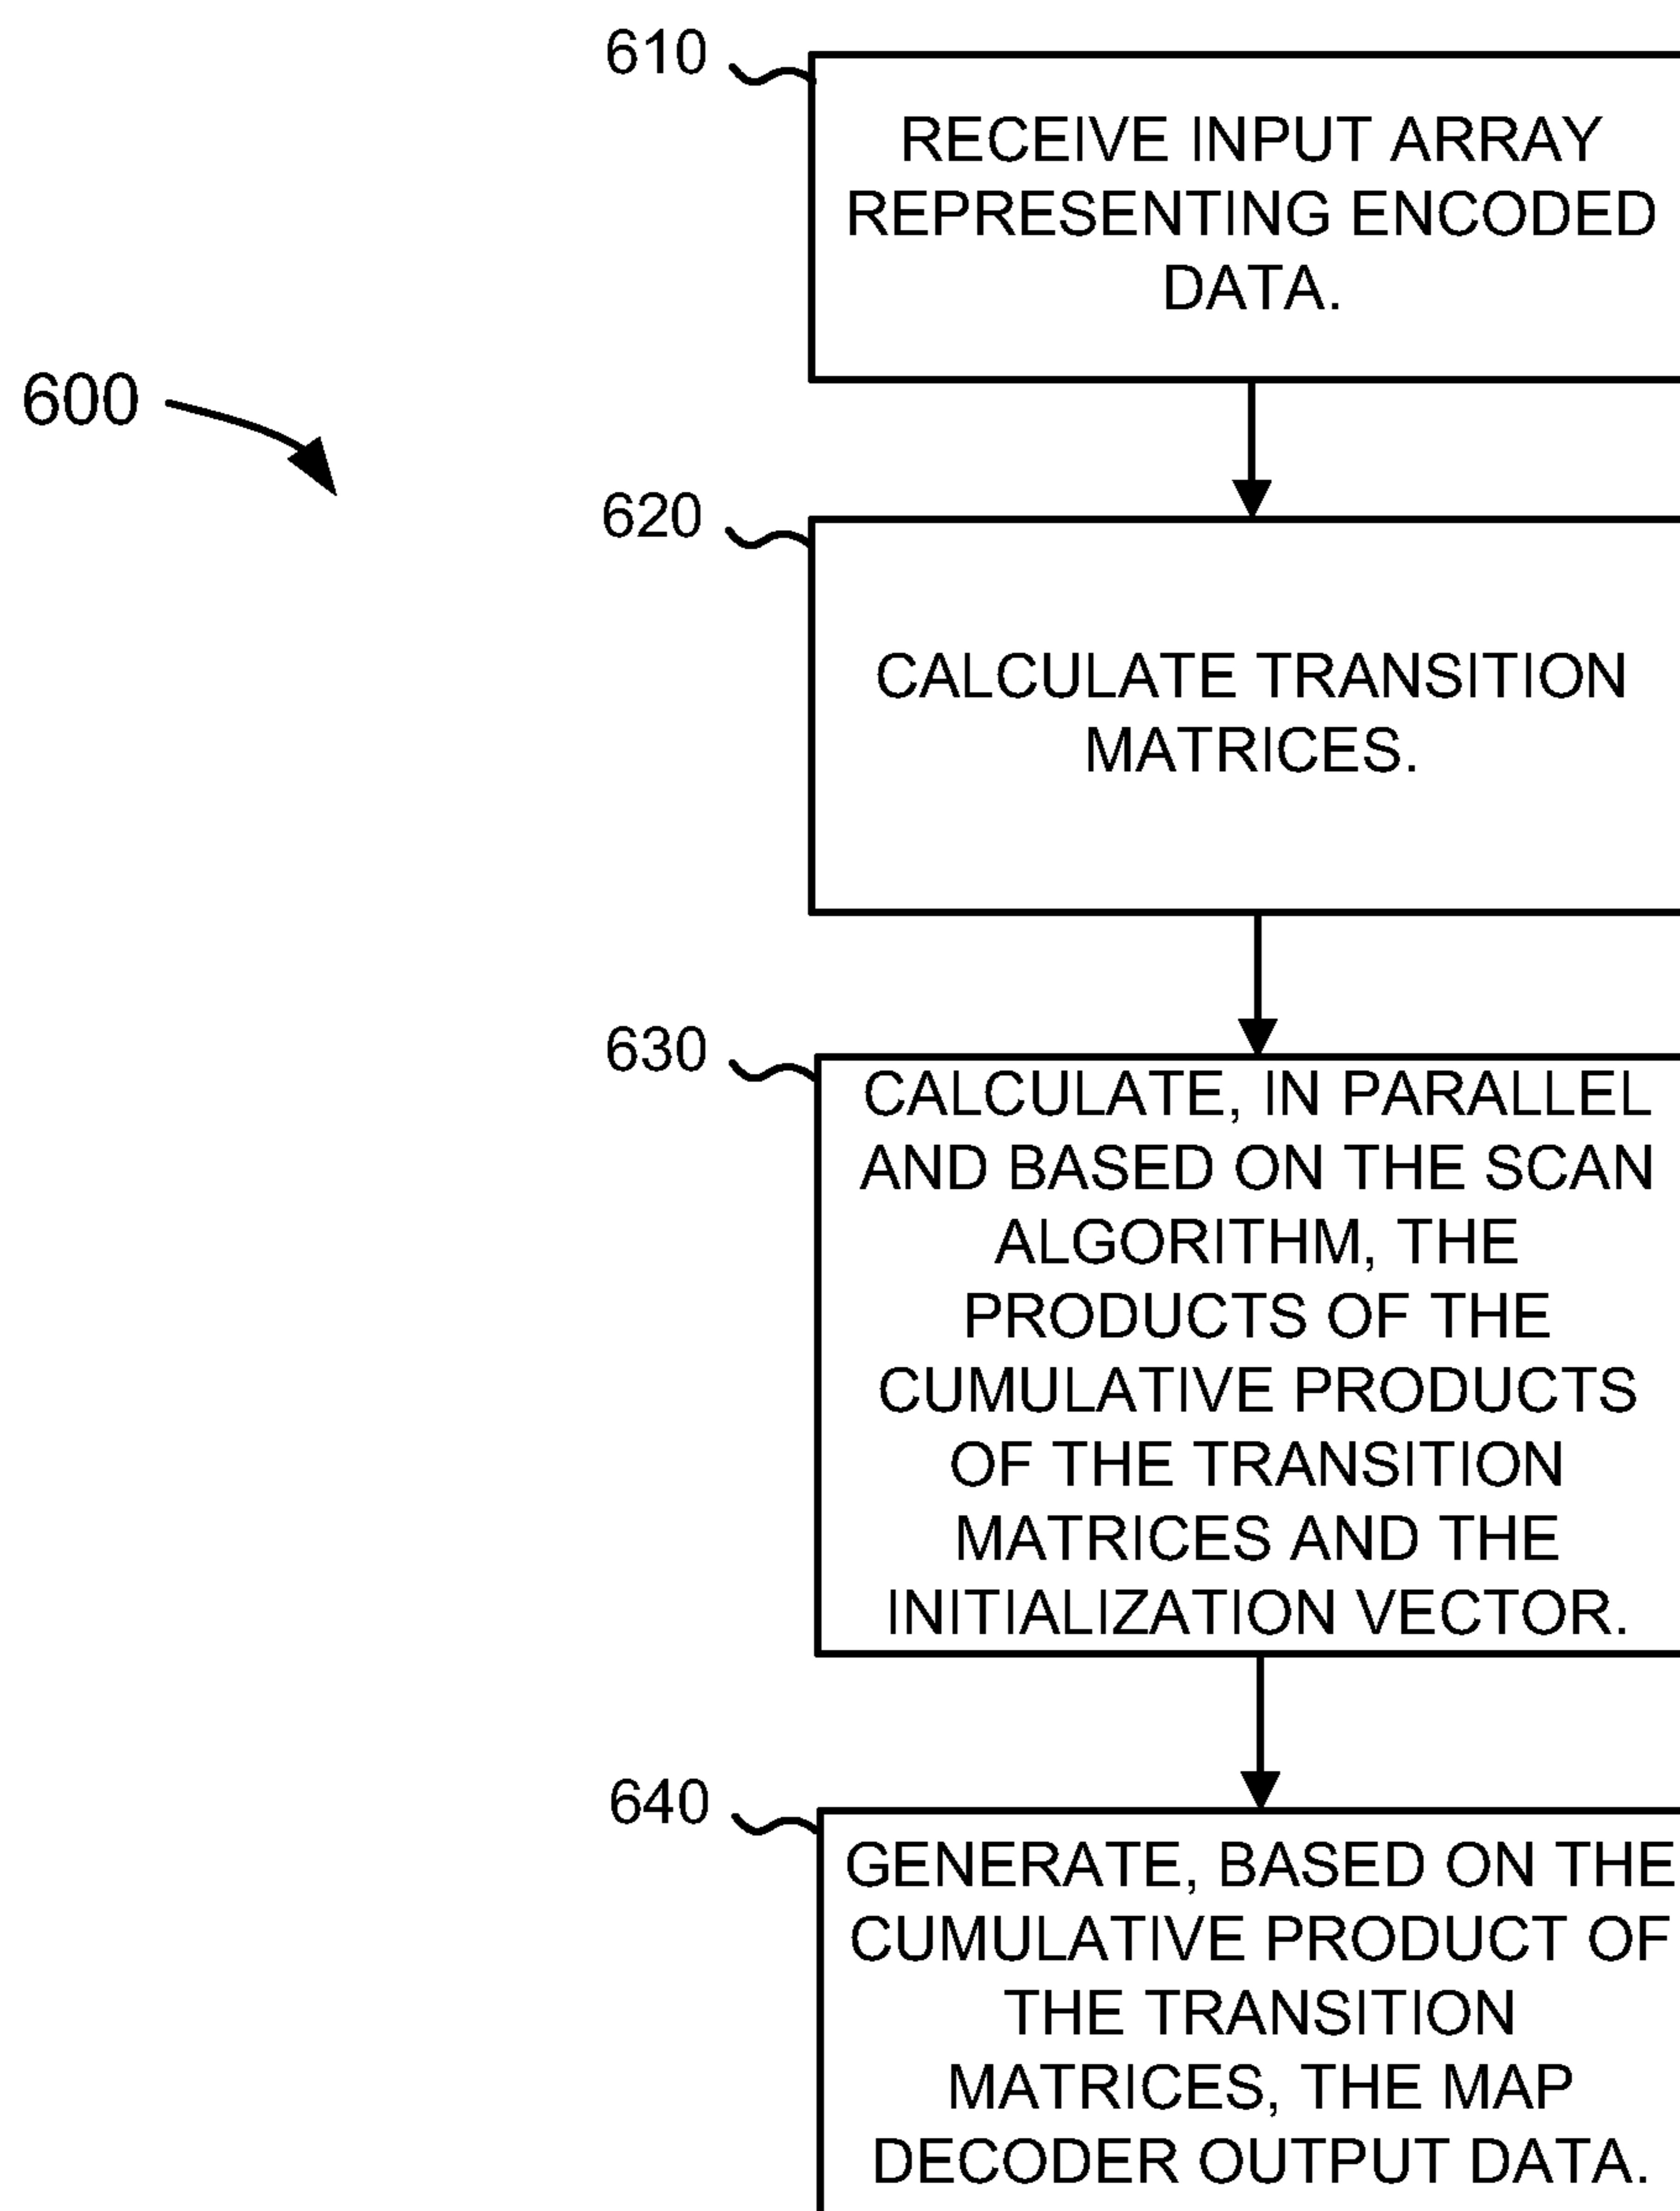 610
RECEIVE INPUT ARRAY
REPRESENTING ENCODED
DATA.
600
620
CALCULATE TRANSITION
MATRICES.
630
CALCULATE, IN PARALLEL
AND BASED ON THE SCAN
ALGORITHM, THE
PRODUCTS OF THE
CUMULATIVE PRODUCTS
OF THE TRANSITION
MATRICES AND THE
INITIALIZATION VECTOR.
640
GENERATE, BASED ON THE
CUMULATIVE PRODUCT OF
THE TRANSITION
MATRICES, THE MAP
DECODER OUTPUT DATA.